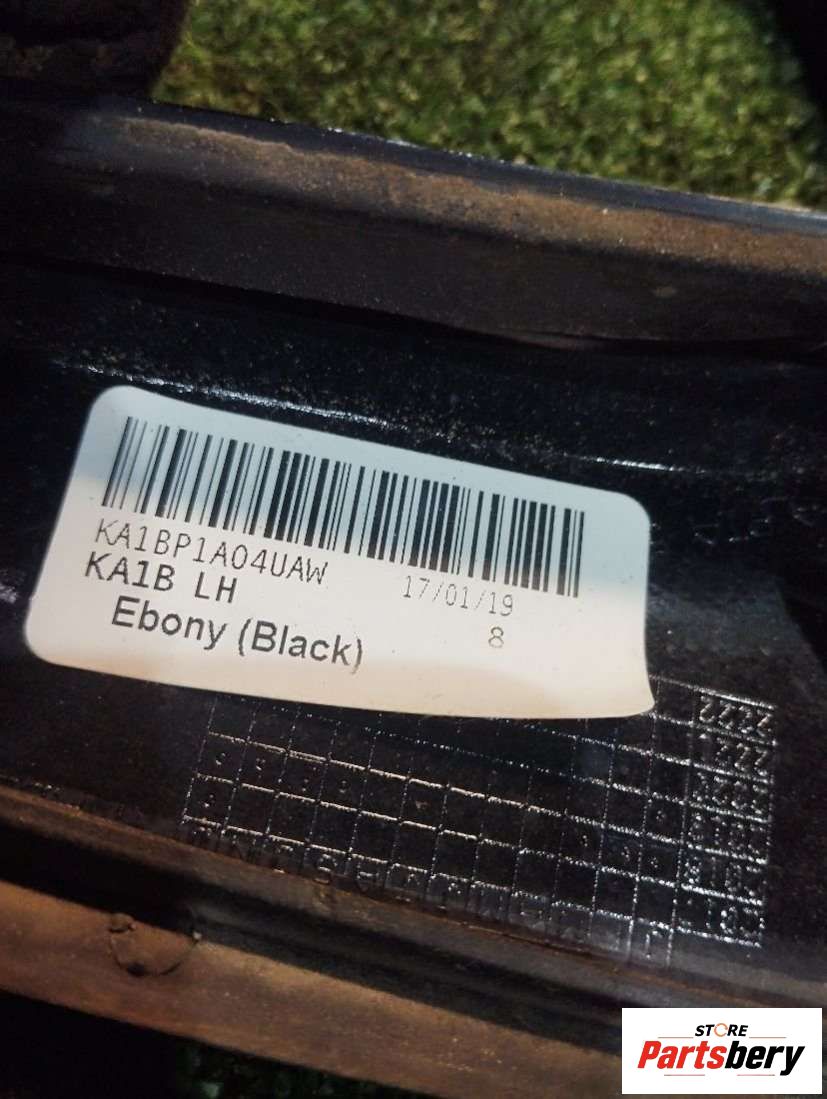 KA1BP1A04UAW 17/01/19
KA1B LH 8
Ebony (Black)
STORE
Partsbery